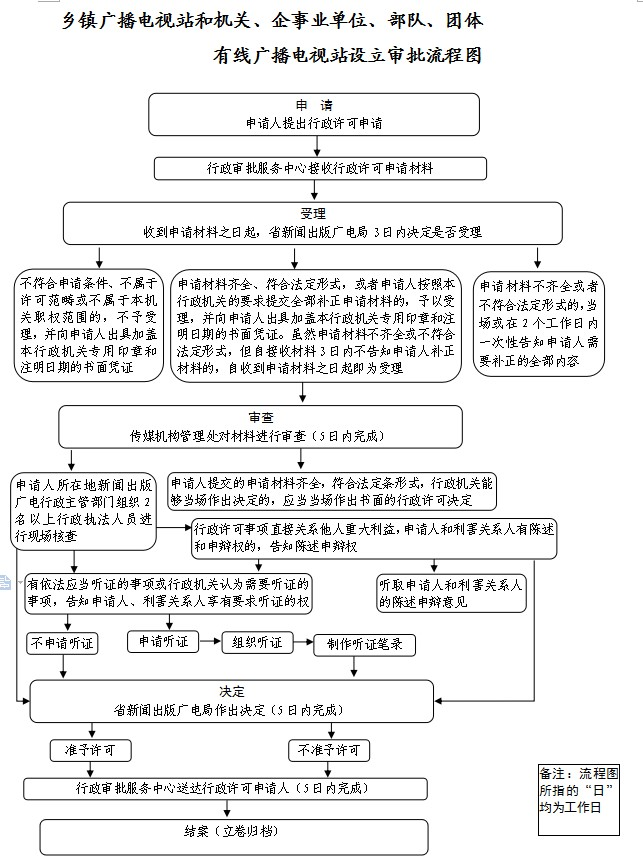 乡镇广播电视站和机关、企事业单位、部队、团体
有线广播电视站设立审批流程图
申 请
申请人提出行政许可申请
行政审批服务中心接收行政许可申请材料
受理
收到申请材料之日起，省新闻出版广电局 3日内决定是否受理
不符合申请条件、不属于
许可范畴或不属于本机
关职权范围的，不予受
理，并向申请人出具加盖
本行政机关专用印章和
注明日期的书面凭证
申请材料齐全、符合法定形式，或者申请人按照本
行政机关的要求提交全部补正申请材料的，予以受
理，并向申请人出具加盖本行政机关专用印章和注
明日期的书面凭证。虽然申请材料不齐全或不符合
法定形式，但自接收材料3日内不告知申请人补正
材料的，自收到申请材料之日起即为受理
申请材料不齐全或者
不符合法定形式的，当
场或在 2 个工作日内
一次性告知申请人需
要补正的全部内容
审查
传媒机构管理处对材料进行审查（5日内完成）
申请人所在地新闻出版
广电行政主管部门组织2
名以上行政执法人员进
行现场核查
申请人提交的申请材料齐全，符合法定条形式，行政机关能
够当场作出决定的，应当当场作出书面的行政许可决定
行政许可事项直接关系他人重大利益，申请人和利害关系人有陈述
和申辩权的，告知陈述申辩权
有依法应当听证的事项或行政机关认为需要听证的
事项，告知申请人、利害关系人享有要求听证的权
听取申请人和利害关系人
的陈述申辩意见
不申请听证
申请听证
组织听证
制作听证笔录
决定
省新闻出版广电局作出决定（5日内完成）
准予许可
不准予许可
行政审批服务中心送达行政许可申请人（5日内完成）
结案（立卷归档）
备注：流程图
所指的“日”
均为工作日